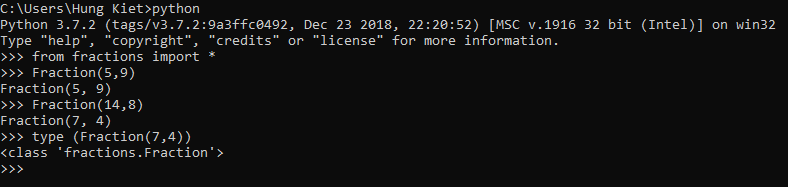 C:\Users\Hung Kiet>python
Python 3.7.2 (tags/v3.7.2:9a3ffc0492, Dec 23 2018, 22:20:52) [MSC v.1916 32 bit (Intel)] on win32
Type "help", "copyright", "credits" or "license" for more information.
>>> from fractions import *
>>> Fraction(5,9)
Fraction(5, 9)
>>> Fraction(14,8)
Fraction(7, 4)
>>> type (Fraction(7,4))
<class 'fractions.Fraction'>
>>>